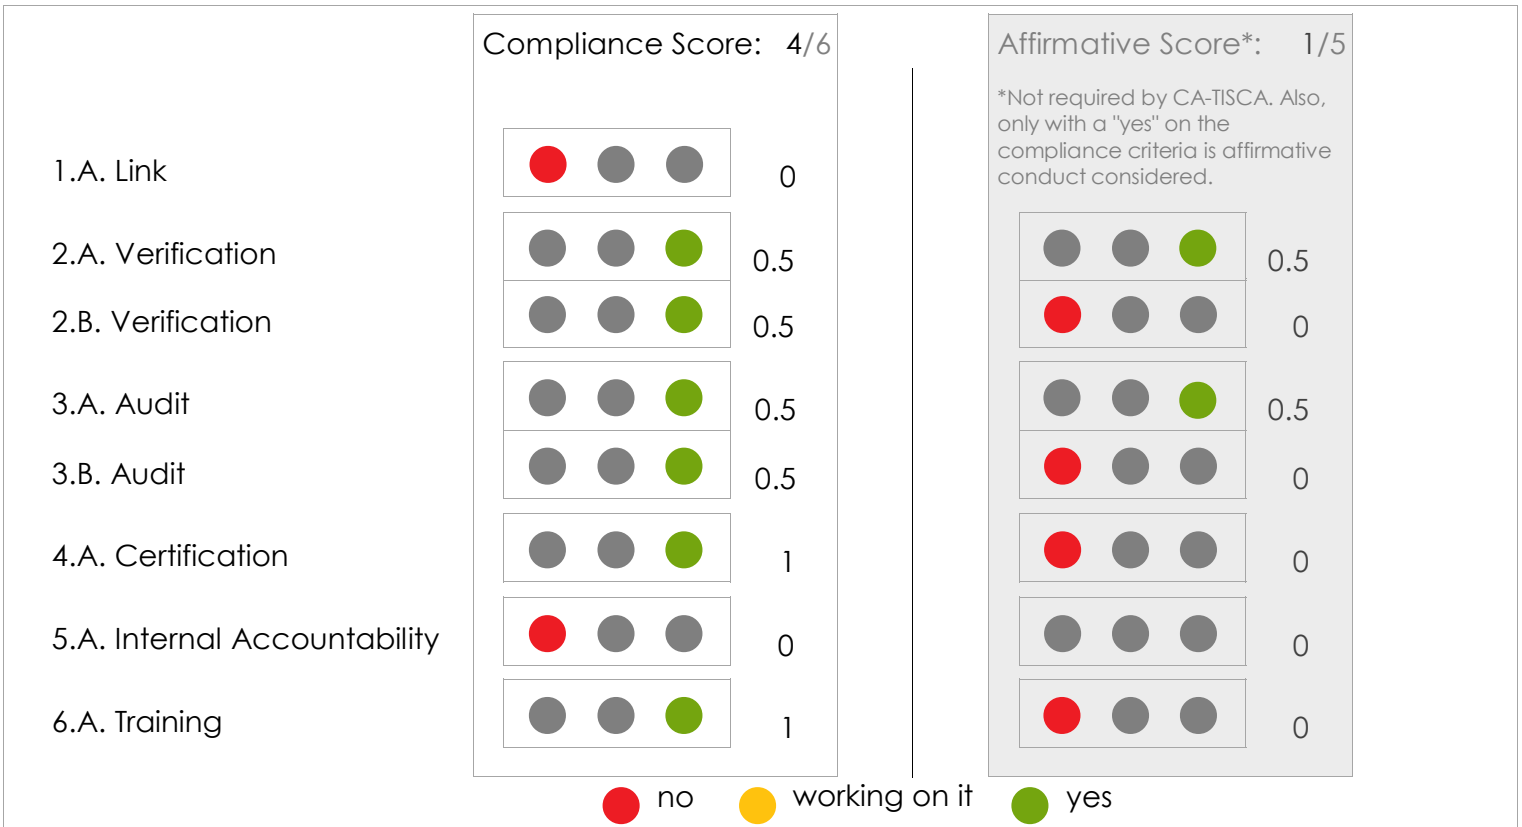 Compliance Score: 4/6
Affirmative Score*: 1/5
*Not required by CA-TISCA. Also,
only with a "yes" on the
compliance criteria is affirmative
conduct considered.
1.A. Link 0
2.A. Verification 0.5 0.5
2.B. Verification 0.5 0
3.A. Audit 0.5 0.5
3.B. Audit 0.5 0
4.A. Certification 1 0
5.A. Internal Accountability 0 0
6.A. Training 1 0
no working on it yes